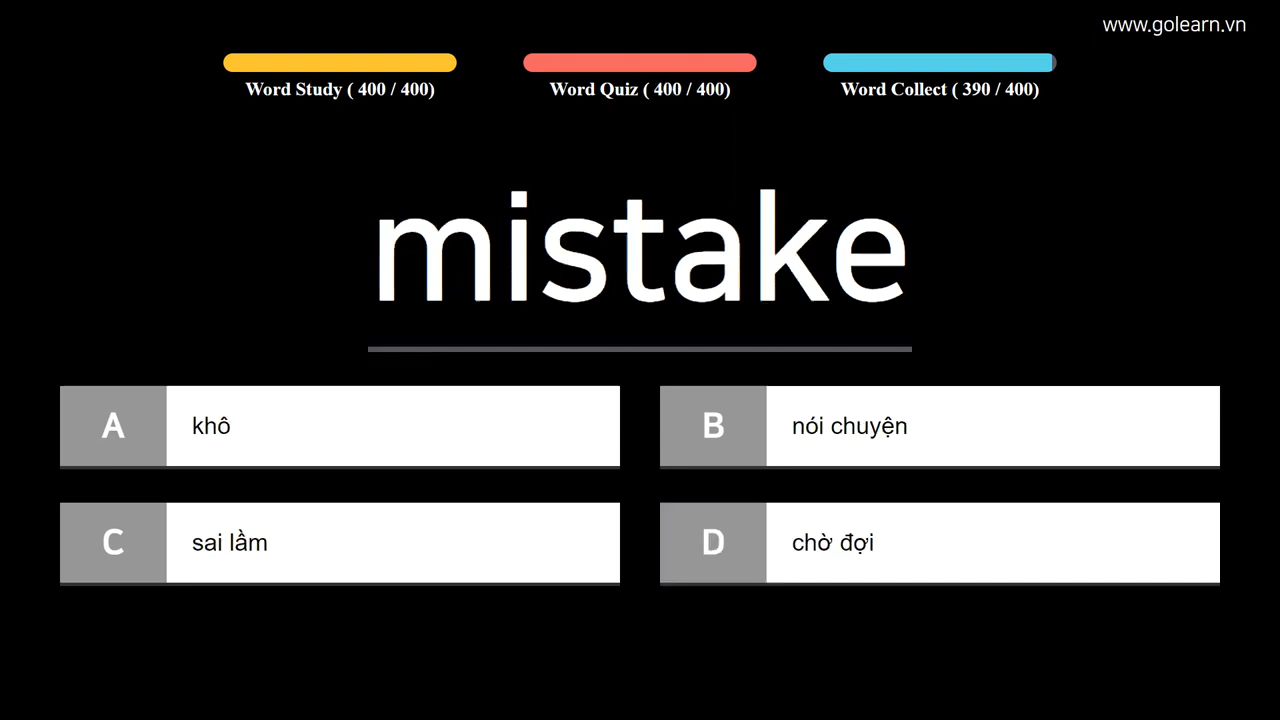 www.golearn.vn
Word Study ( 400 / 400)
Word Quiz ( 400 / 400)
Word Collect ( 390 / 400)
mistake
A khô
B nói chuyện
C sai lầm
D chờ đợi